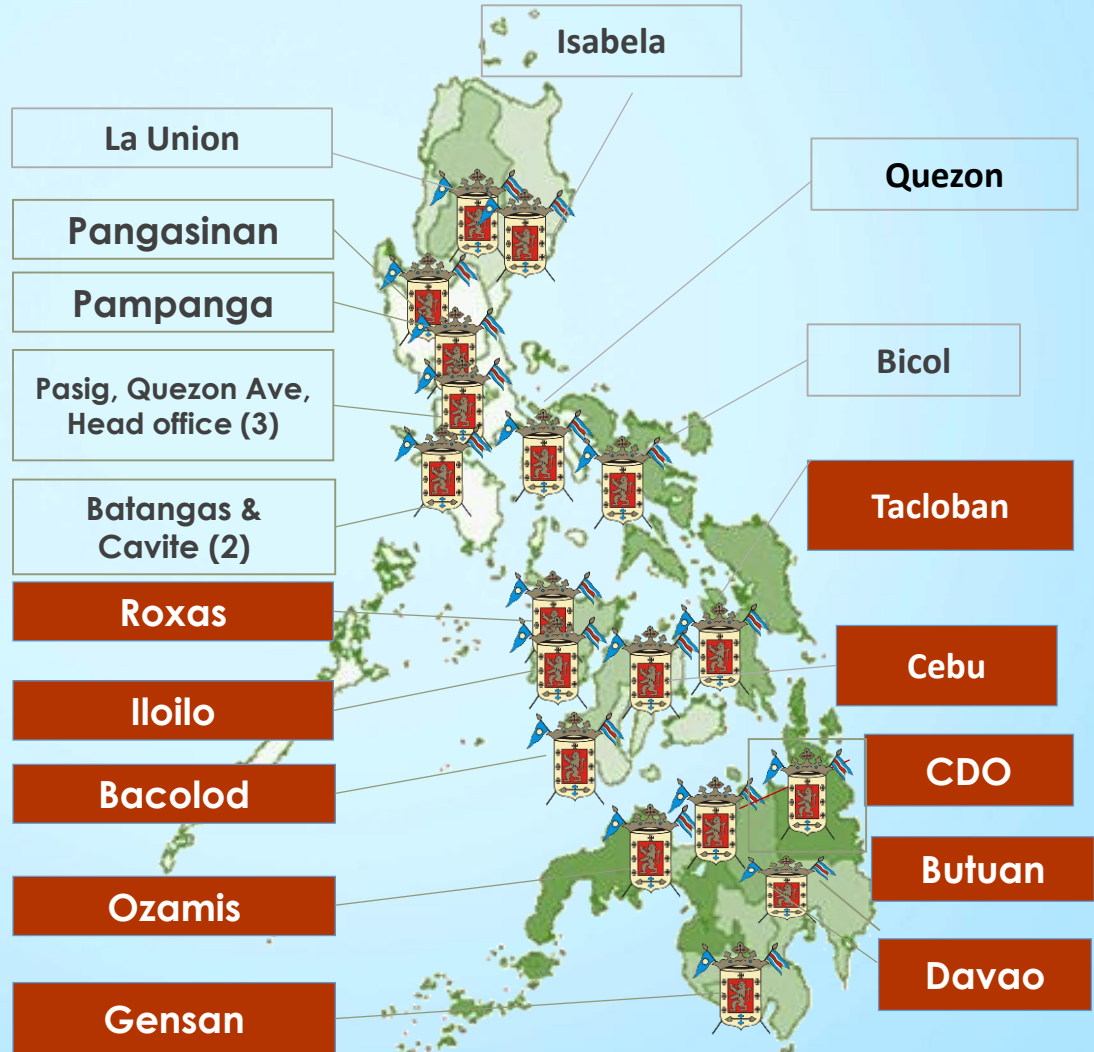 Isabela
La Union
Quezon
Pangasinan
Pampanga
Bicol
Pasig, Quezon Ave,
Head office (3)
Tacloban
Batangas &
Cavite (2)
Roxas
Cebu
Iloilo
CDO
Bacolod
Butuan
Ozamis
Davao
Gensan